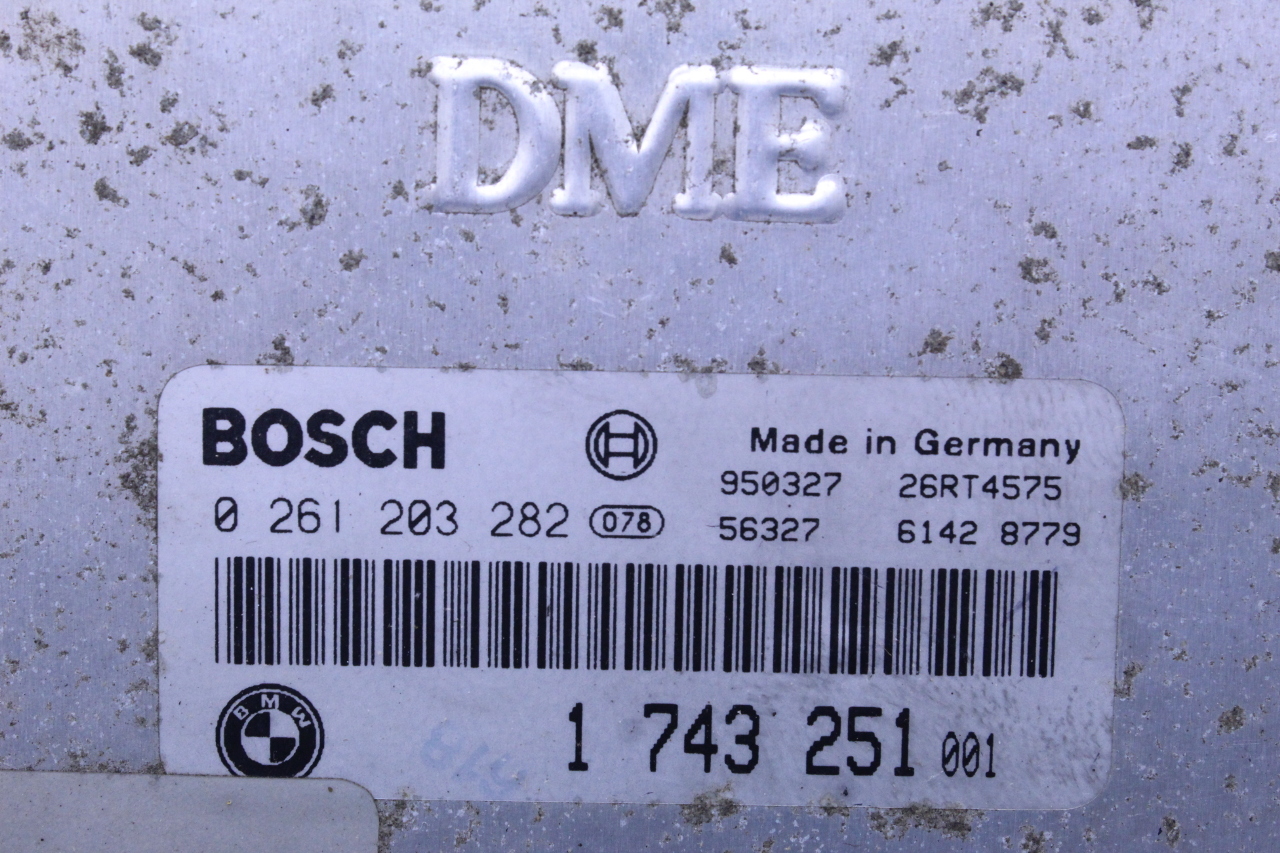 DME
BOSCH
Made in Germany
950327 26RT4575
0 261 203 282 078
56327 6142 8779
BMW
1 743 251 001